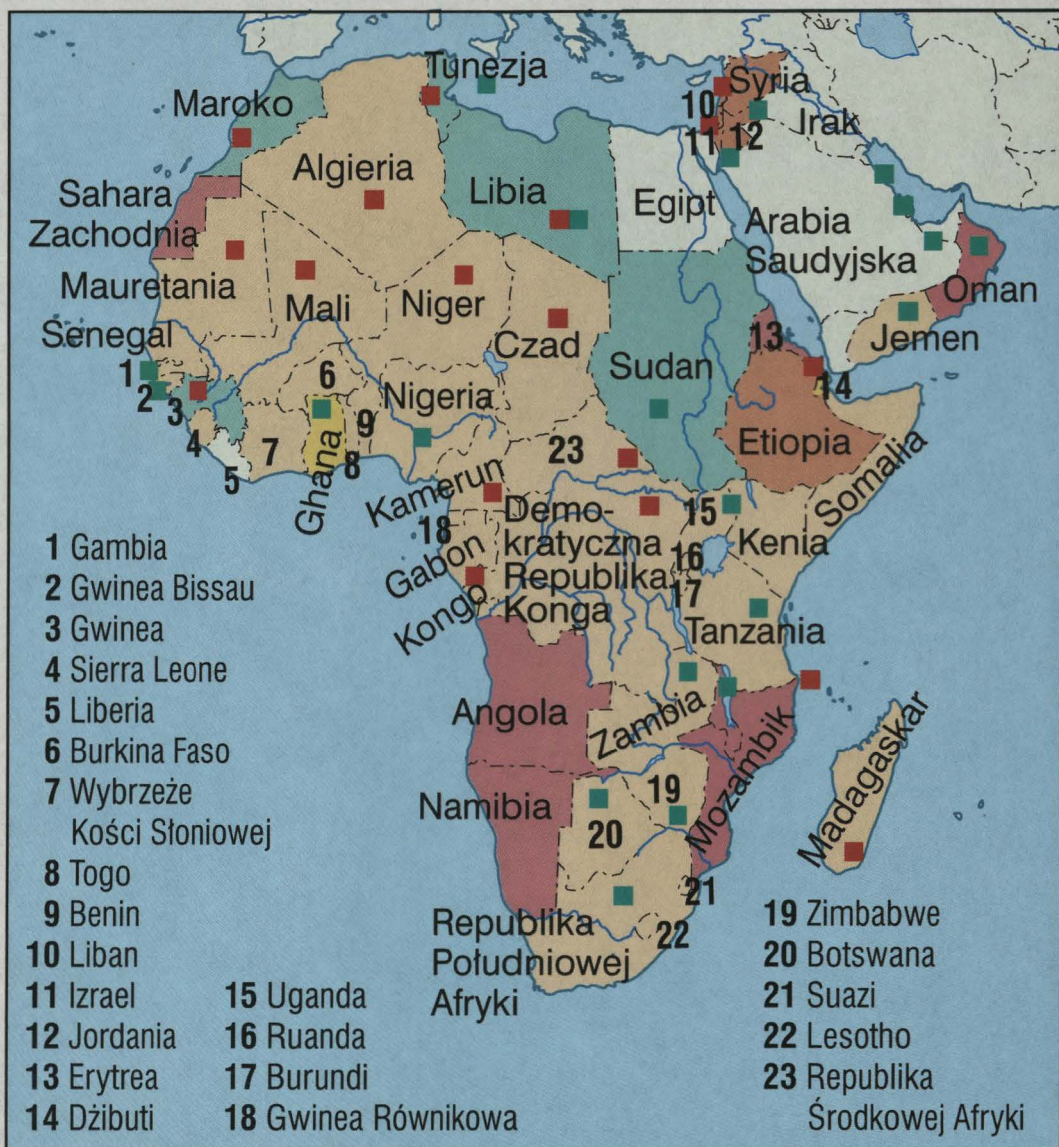 Tunezja
Syria
Maroko
10
11
12
Irak
Algieria
Libia
Egipt
Sahara
Zachodnia
Arabia
Saudyjska
Mauretania
Mali
Niger
Czad
Oman
Jemen
Senegal
1
2
3
4
5
6
7
Ghana
8
9
Nigeria
Sudan
13
14
Etiopia
Somalia
23
Kamerun
18
Gabon
Kongo
Demo-
kratyczna
Republika
Konga
15
16
17
Kenia
Tanzania
Angola
Zambia
Mozambik
Madagaskar
Namibia
19
20
21
22
Republika
Południowej
Afryki
1 Gambia
2 Gwinea Bissau
3 Gwinea
4 Sierra Leone
5 Liberia
6 Burkina Faso
7 Wybrzeże
Kości Słoniowej
8 Togo
9 Benin
10 Liban
11 Izrael
12 Jordania
13 Erytrea
14 Dżibuti
15 Uganda
16 Ruanda
17 Burundi
18 Gwinea Równikowa
19 Zimbabwe
20 Botswana
21 Suazi
22 Lesotho
23 Republika
Środkowej Afryki